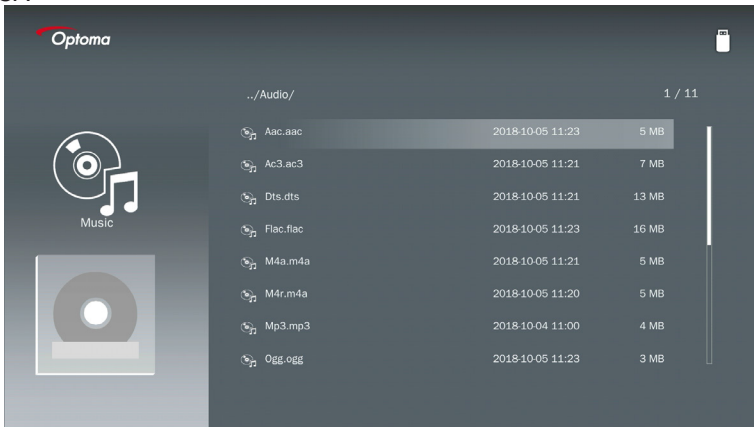 Optoma
../Audio/ 1 / 11
Aac.aac 2018-10-05 11:23 5 MB
Ac3.ac3 2018-10-05 11:21 7 MB
Dts.dts 2018-10-05 11:21 13 MB
Flac.flac 2018-10-05 11:23 16 MB
M4a.m4a 2018-10-05 11:21 5 MB
M4r.m4a 2018-10-05 11:20 5 MB
Mp3.mp3 2018-10-04 11:00 4 MB
Ogg.ogg 2018-10-05 11:23 3 MB
Music